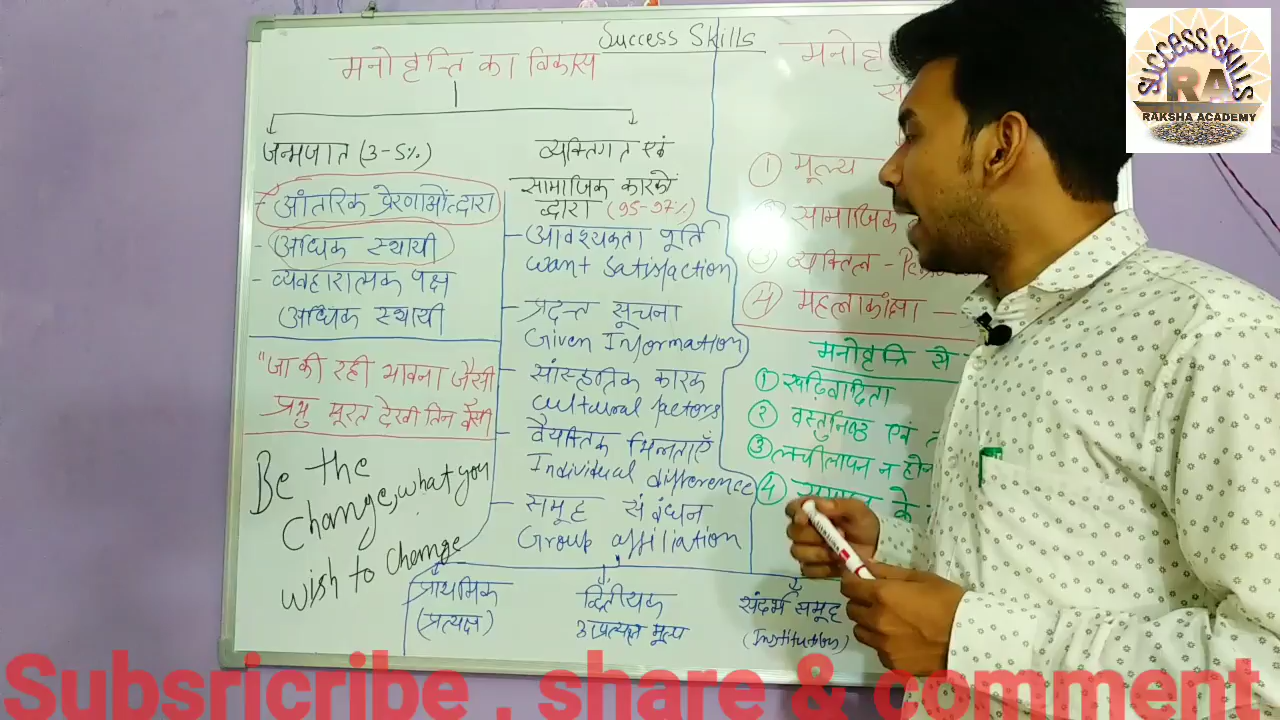 Success Skills
मनोवृत्ति का विकास
जन्मजात (3-5%)
- आंतरिक प्रेरणाओं द्वारा
- अधिक स्थायी
- व्यवहारात्मक पक्ष
अधिक स्थायी
"जा की रही भावना जैसी
प्रभु मूरत देखी तिन वैसी
Be the
change, what you
wish to change
व्यक्तिगत एवं
सामाजिक कारकों
द्वारा (95-97%)
- आवश्यकता पूर्ति
Want Satisfaction
- प्रदत्त सूचना
Given Information
- सांस्कृतिक कारक
Cultural factors
- वैयक्तिक भिन्नताएँ
Individual difference
- समूह संबंधन
Group affiliation
प्राथमिक
(प्रत्यक्ष)
द्वितीयक
अप्रत्यक्ष मूल्य
संदर्भ समूह
(Institution)
① मूल्य
सामाजिक
③ व्यक्तित्व -
④ महत्वाकांक्षा -
मनोवृत्ति से
① रूढ़िवादिता
② वस्तुनिष्ठ एवं
③ लचीलापन न
④ के
SUCCESS SKILLS
RA
RAKSHA ACADEMY
Subsricribe . share & comment